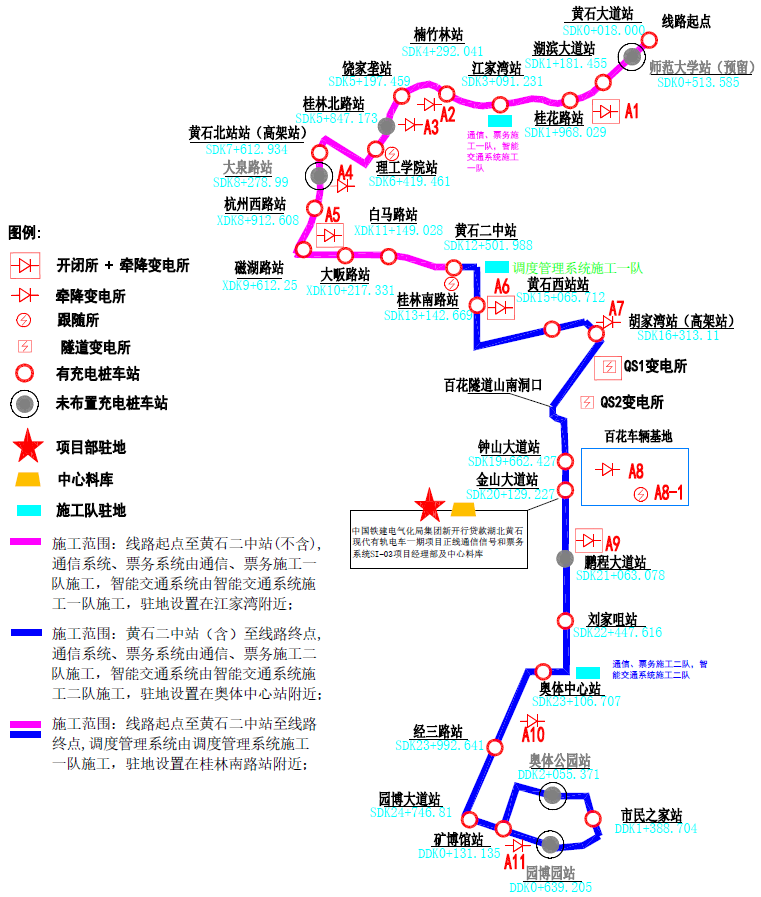 黄石大道站
SDK0+018.000
线路起点
楠竹林站
SDK4+292.041
湖滨大道站
SDK1+181.455
师范大学站（预留）
SDK0+513.585
饶家垄站
SDK5+197.459
江家湾站
SDK3+091.231
A1
A2
桂林北路站
SDK5+847.173
A3
桂花路站
SDK1+968.029
通信、票务施
工一队，智能
交通系统施工
一队
黄石北站站（高架站）
SDK7+612.934
大泉路站
SDK8+278.99
A4
理工学院站
SDK6+419.461
杭州西路站
XDK8+912.608
A5
白马路站
XDK11+149.028
黄石二中站
SDK12+501.988
图例:
开闭所 + 牵降变电所
牵降变电所
跟随所
隧道变电所
有充电桩车站
未布置充电桩车站
项目部驻地
中心料库
施工队驻地
磁湖路站
XDK9+612.25
大畈路站
XDK10+217.331
调度管理系统施工一队
桂林南路站
SDK13+142.669
A6
黄石西站站
SDK15+065.712
A7
胡家湾站（高架站）
SDK16+813.11
QS1变电所
百花隧道山南洞口
QS2变电所
钟山大道站
SDK19+662.427
百花车辆基地
A8
A8-1
金山大道站
SDK20+129.227
中国铁建电气化局集团新开行贷款湖北黄石
现代有轨电车一期项目正线通信信号和票务
系统SI-03项目经理部及中心料库
A9
鹏程大道站
SDK21+063.078
刘家咀站
SDK22+447.616
通信、票务施工二队，智
能交通系统施工二队
奥体中心站
SDK23+106.707
A10
经三路站
SDK23+992.641
奥体公园站
DDK2+055.371
园博大道站
SDK24+746.81
市民之家站
DDK1+388.704
矿博馆站
DDK0+131.135
A11
园博园站
DDK0+639.205
施工范围：线路起点至黄石二中站(不含),
通信系统、票务系统由通信、票务施工一
队施工，智能交通系统由智能交通系统施
工一队施工，驻地设置在江家湾附近；
施工范围：黄石二中站（含）至线路终点,
通信系统、票务系统由通信、票务施工二
队施工，智能交通系统由智能交通系统施
工二队施工，驻地设置在奥体中心站附近；
施工范围：线路起点至黄石二中站至线路
终点,调度管理系统由调度管理系统施工
一队施工，驻地设置在桂林南路站附近；